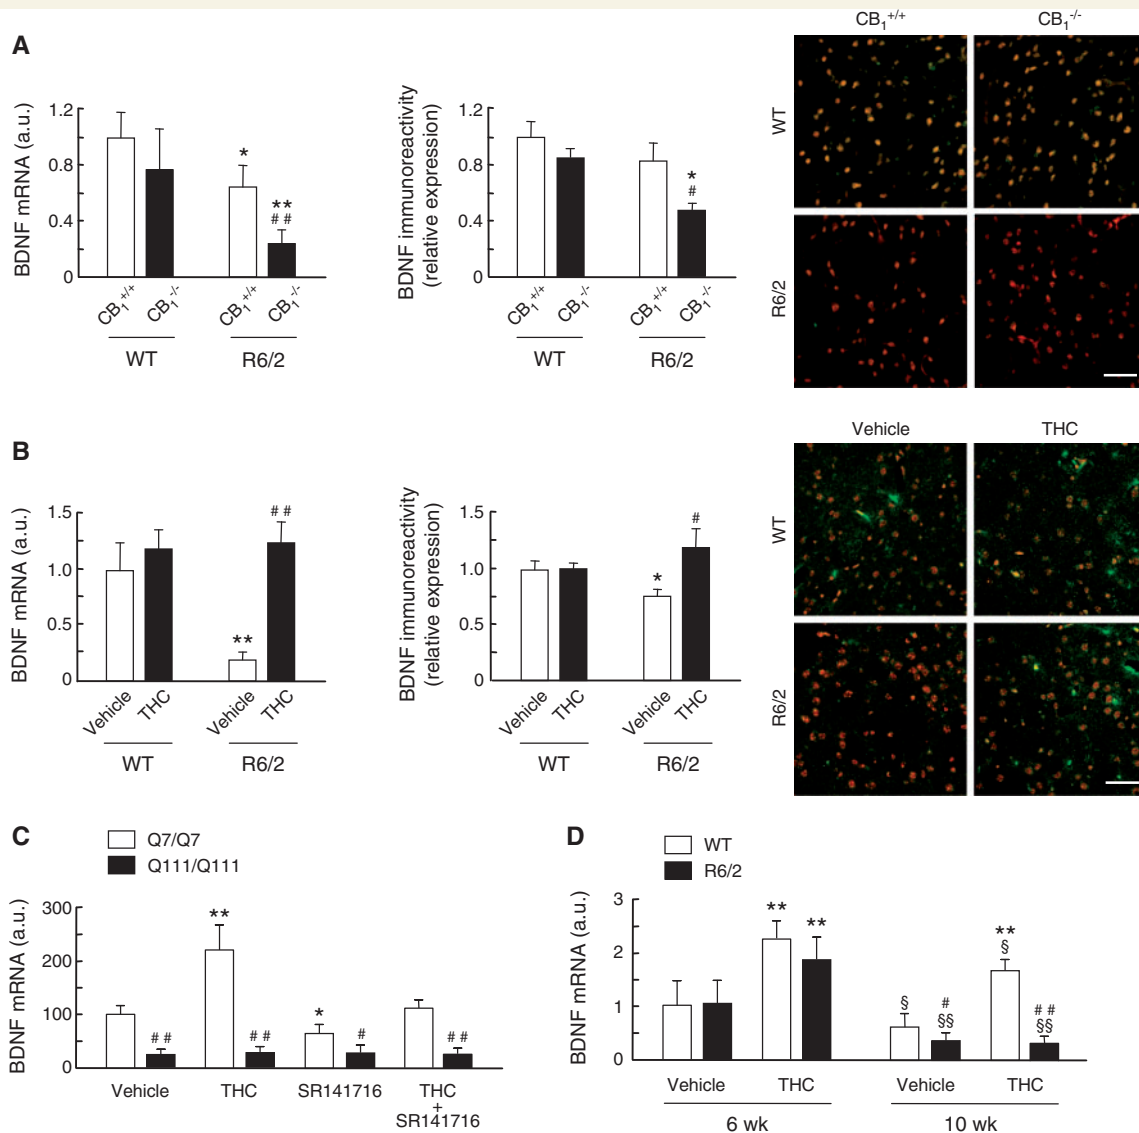 A
CB1+/+ CB1-/-
BDNF mRNA (a.u.)
1.2
0.8
0.4
0
*
**
##
CB1+/+ CB1-/- CB1+/+ CB1-/-
WT R6/2
BDNF immunoreactivity
(relative expression)
1.2
0.8
0.4
0.0
*
#
CB1+/+ CB1-/- CB1+/+ CB1-/-
WT R6/2
WT
R6/2
B
Vehicle THC
BDNF mRNA (a.u.)
1.5
1.0
0.5
0
**
##
Vehicle THC Vehicle THC
WT R6/2
BDNF immunoreactivity
(relative expression)
1.5
1.0
0.5
0
*
#
Vehicle THC Vehicle THC
WT R6/2
WT
R6/2
C
Q7/Q7
Q111/Q111
BDNF mRNA (a.u.)
300
200
100
0
##
**
##
*
#
##
Vehicle THC SR141716 THC
+
SR141716
D
WT
R6/2
BDNF mRNA (a.u.)
3
2
1
0
** **
§
#
§§
**
§
##
§§
Vehicle THC Vehicle THC
6 wk 10 wk